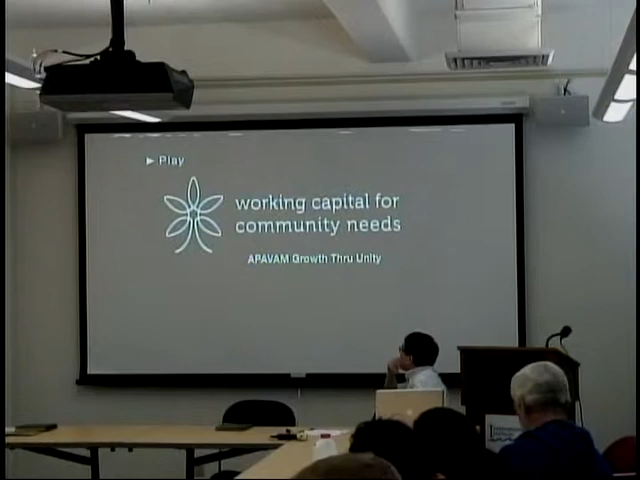 ► Play
working capital for
community needs
APAVAM Growth Thru Unity